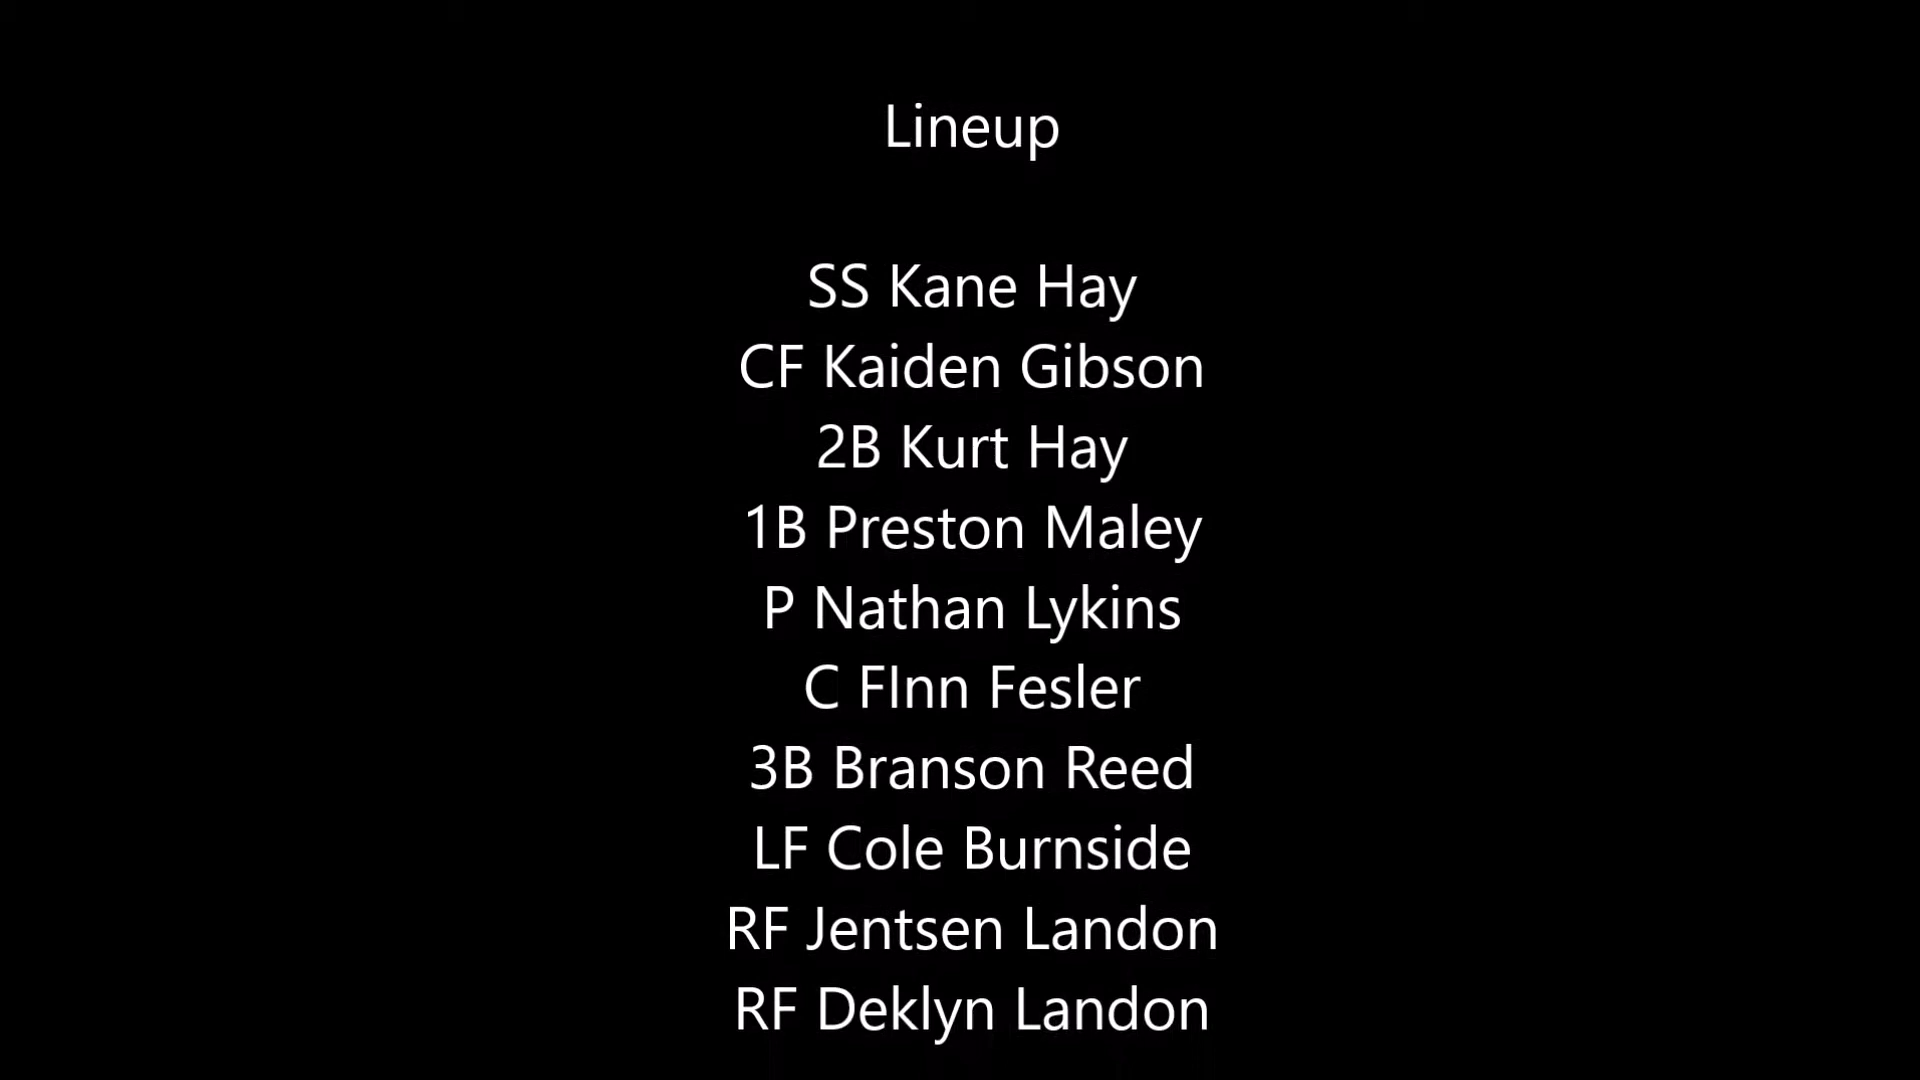 Lineup
SS Kane Hay
CF Kaiden Gibson
2B Kurt Hay
1B Preston Maley
P Nathan Lykins
C FInn Fesler
3B Branson Reed
LF Cole Burnside
RF Jentsen Landon
RF Deklyn Landon